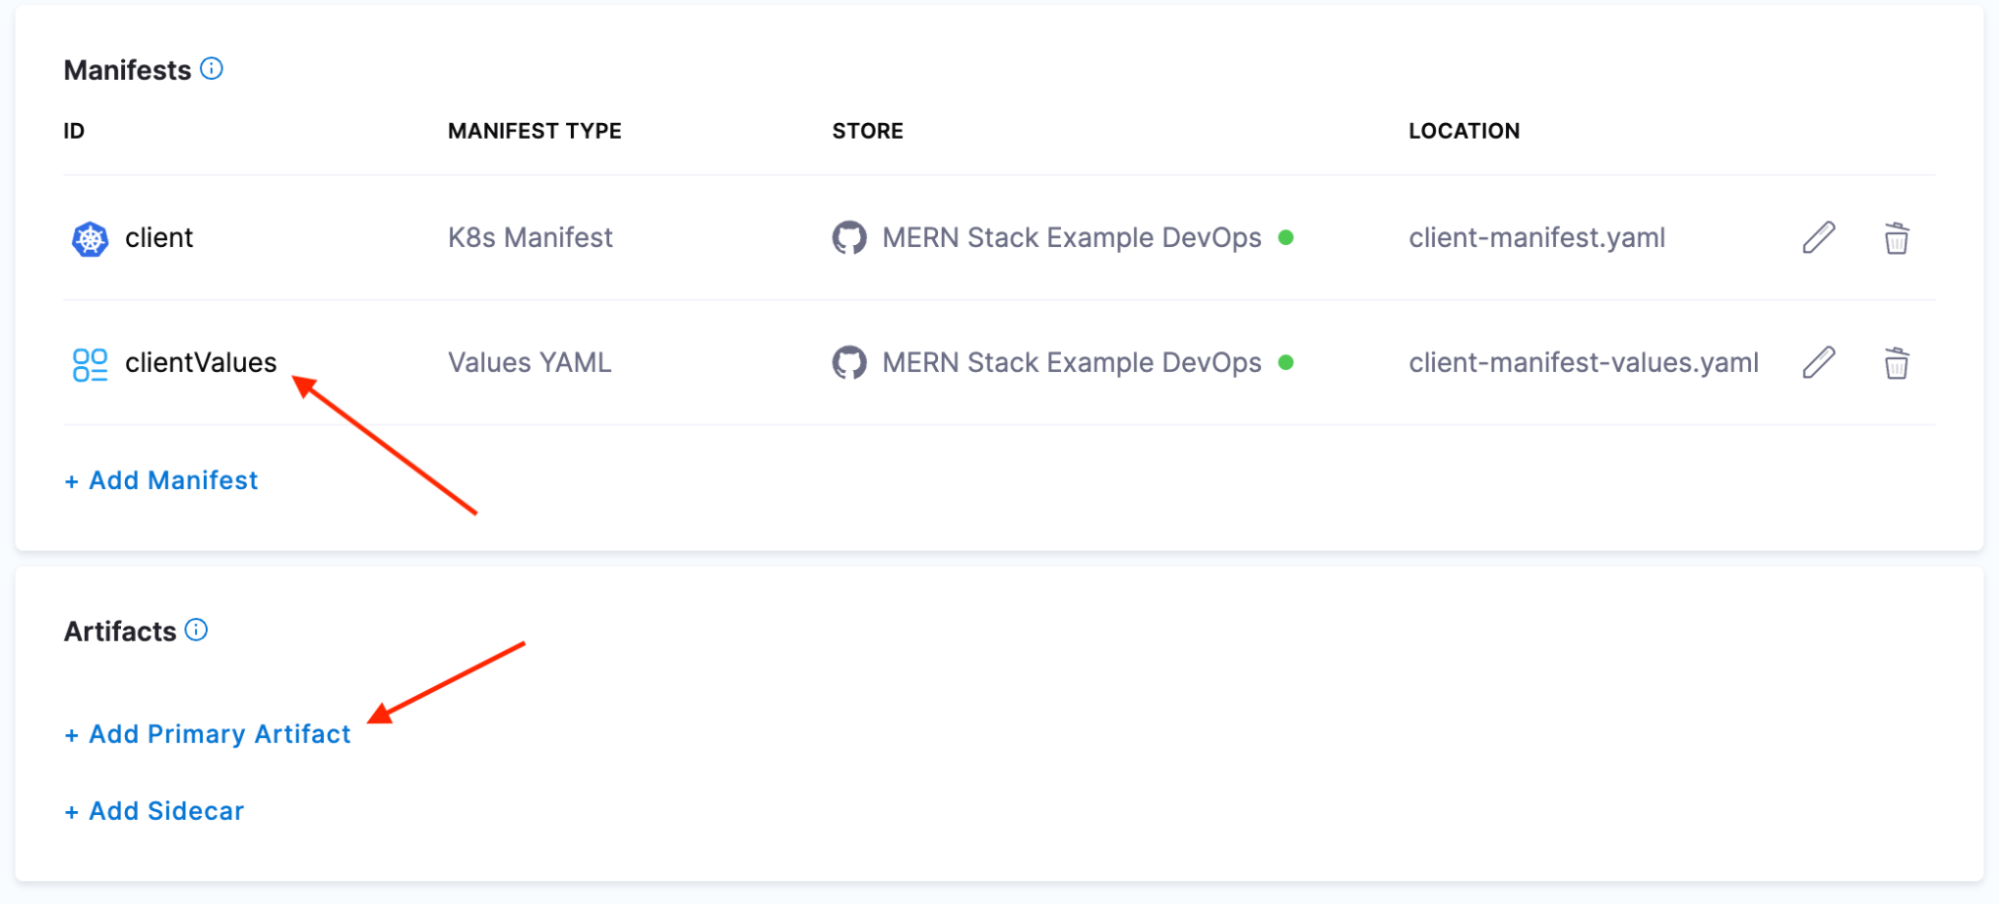 Manifests
ID MANIFEST TYPE STORE LOCATION
client K8s Manifest MERN Stack Example DevOps client-manifest.yaml
clientValues Values YAML MERN Stack Example DevOps client-manifest-values.yaml
+ Add Manifest
Artifacts
+ Add Primary Artifact
+ Add Sidecar